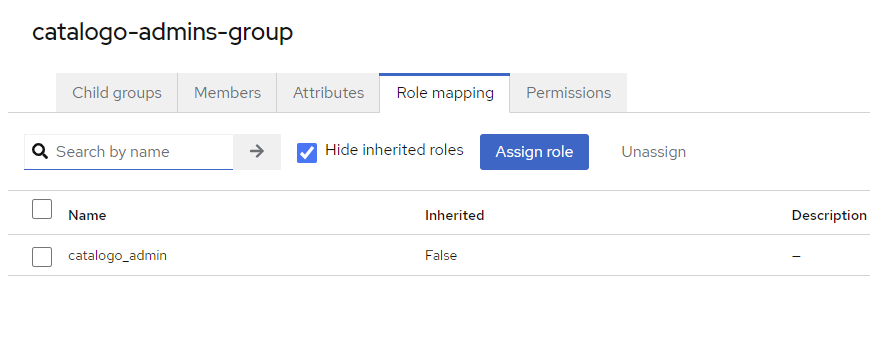 catalogo-admins-group
Child groups Members Attributes Role mapping Permissions
Search by name Hide inherited roles Assign role Unassign
Name Inherited Description
catalogo_admin False –